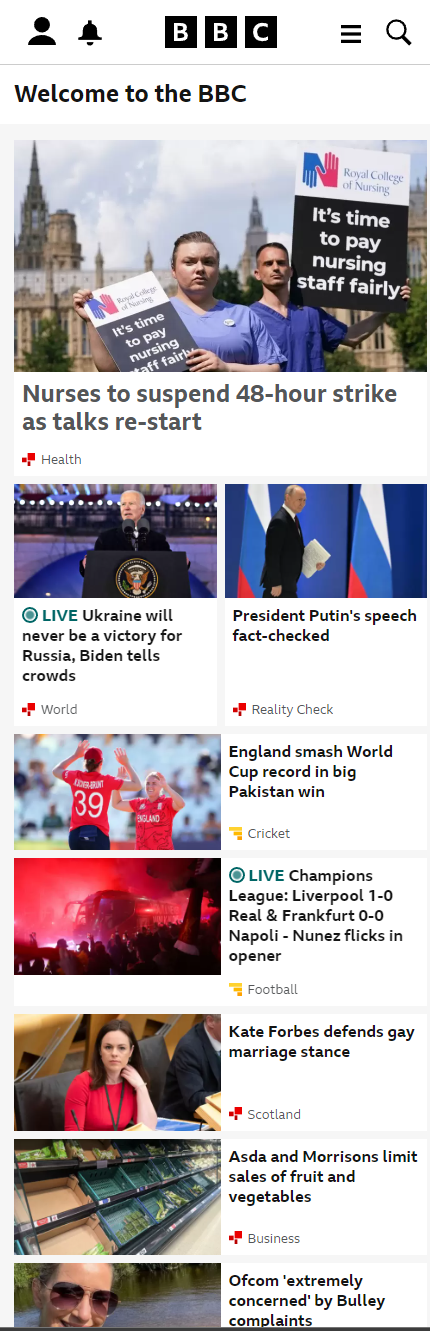 BBC
Welcome to the BBC
Royal College
of Nursing
It's time
to pay
nursing
staff fairly
Royal College
of Nursing
It's time
to pay
nursing
staff fairly
Nurses to suspend 48-hour strike
as talks re-start
Health
LIVE Ukraine will
never be a victory for
Russia, Biden tells
crowds
World
President Putin's speech
fact-checked
Reality Check
39
ENGLAND
England smash World
Cup record in big
Pakistan win
Cricket
LIVE Champions
League: Liverpool 1-0
Real & Frankfurt 0-0
Napoli - Nunez flicks in
opener
Football
Kate Forbes defends gay
marriage stance
Scotland
Asda and Morrisons limit
sales of fruit and
vegetables
Business
Ofcom 'extremely
concerned' by Bulley
complaints